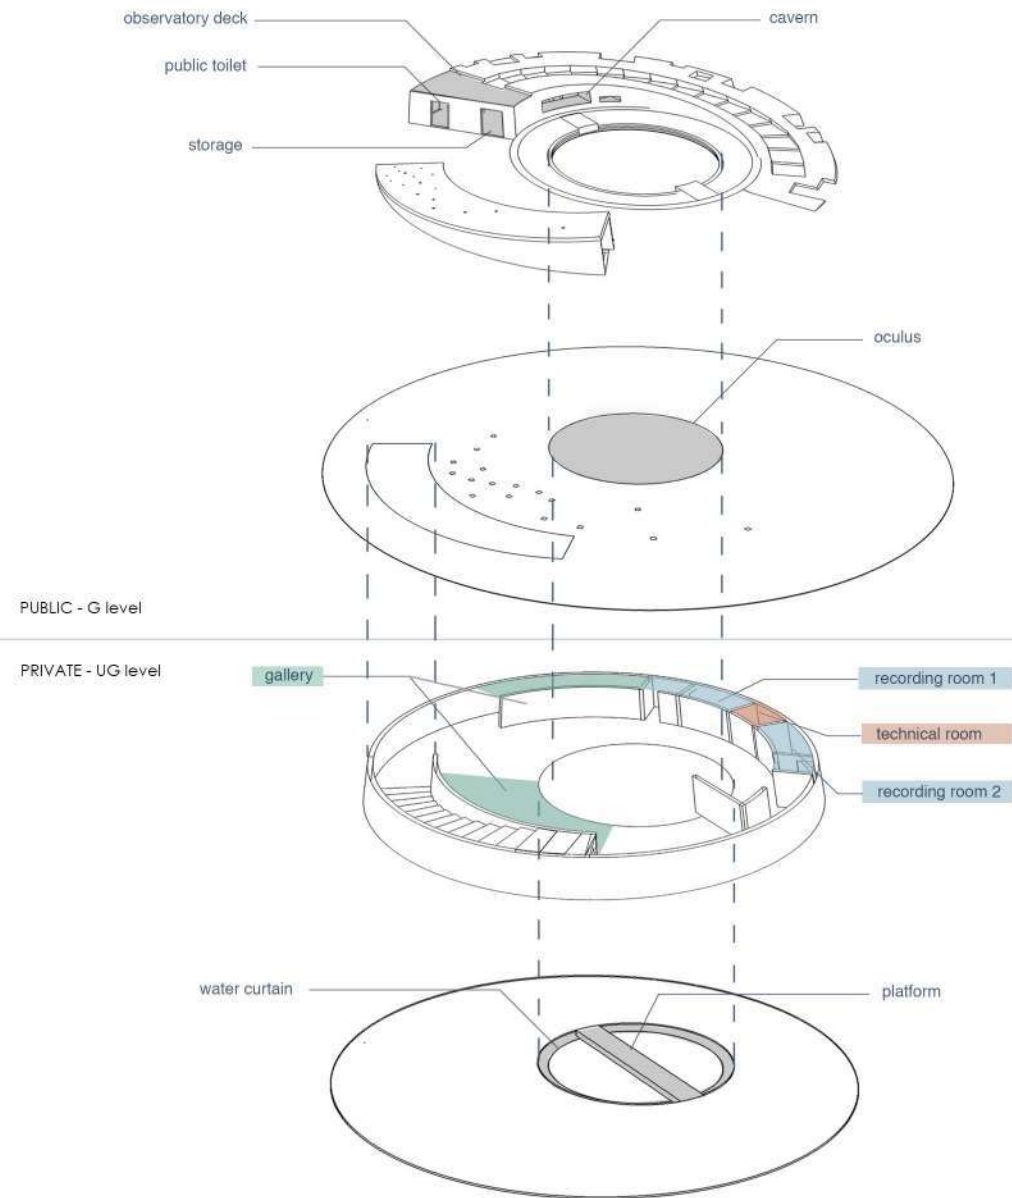 observatory deck
cavern
public toilet
storage
oculus
PUBLIC - G level
PRIVATE - UG level
gallery
recording room 1
technical room
recording room 2
water curtain
platform